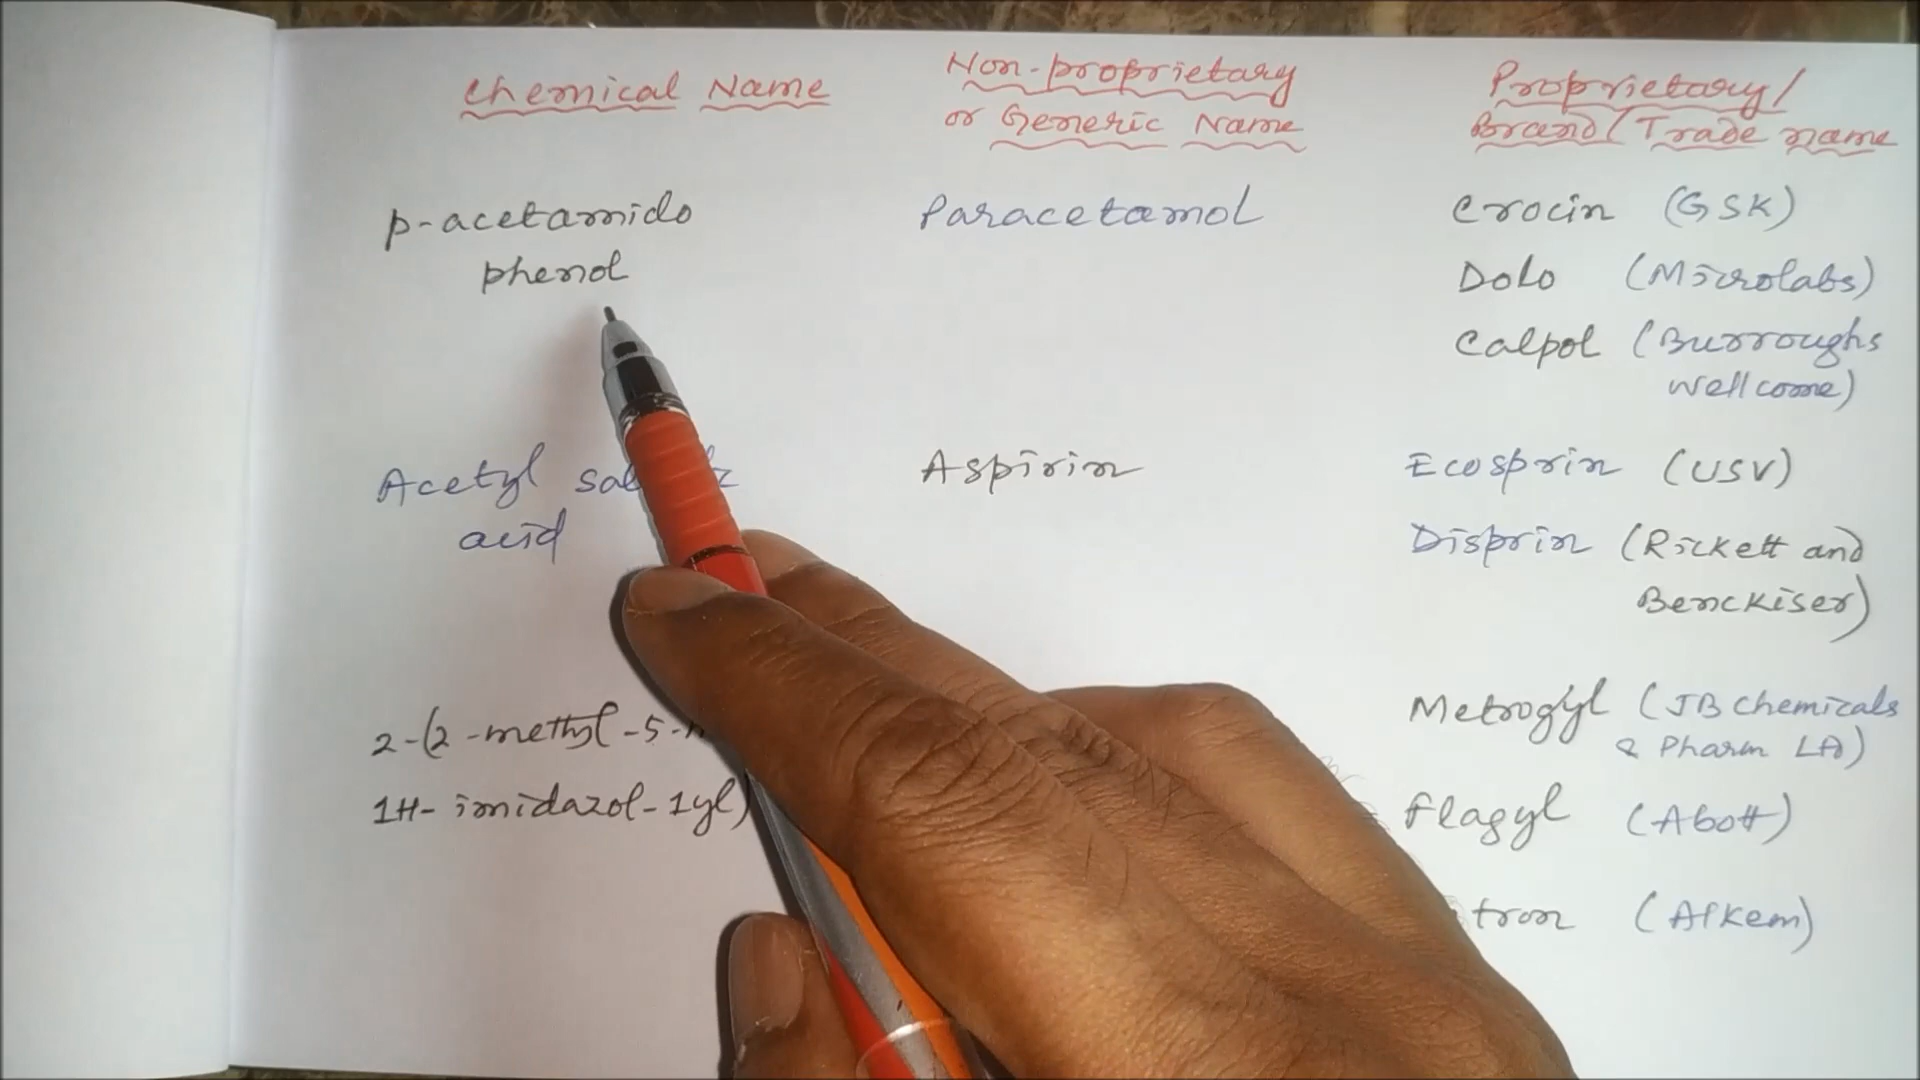 Chemical Name
Non-proprietary
or Generic Name
Proprietary/
Brand/Trade name
p-acetamido
phenol
Paracetamol
Crocin (GSK)
Dolo (Microlabs)
Calpol (Burroughs
wellcome)
Acetyl
acid
Aspirin
Ecosprin (USV)
Disprin (Rickett and
Benckiser)
2-(2-methyl-5-
1H-imidazol-1yl)
Metrogyl (JB Chemicals
& Pharm Ltd)
Flagyl (Abott)
tron (Alkem)